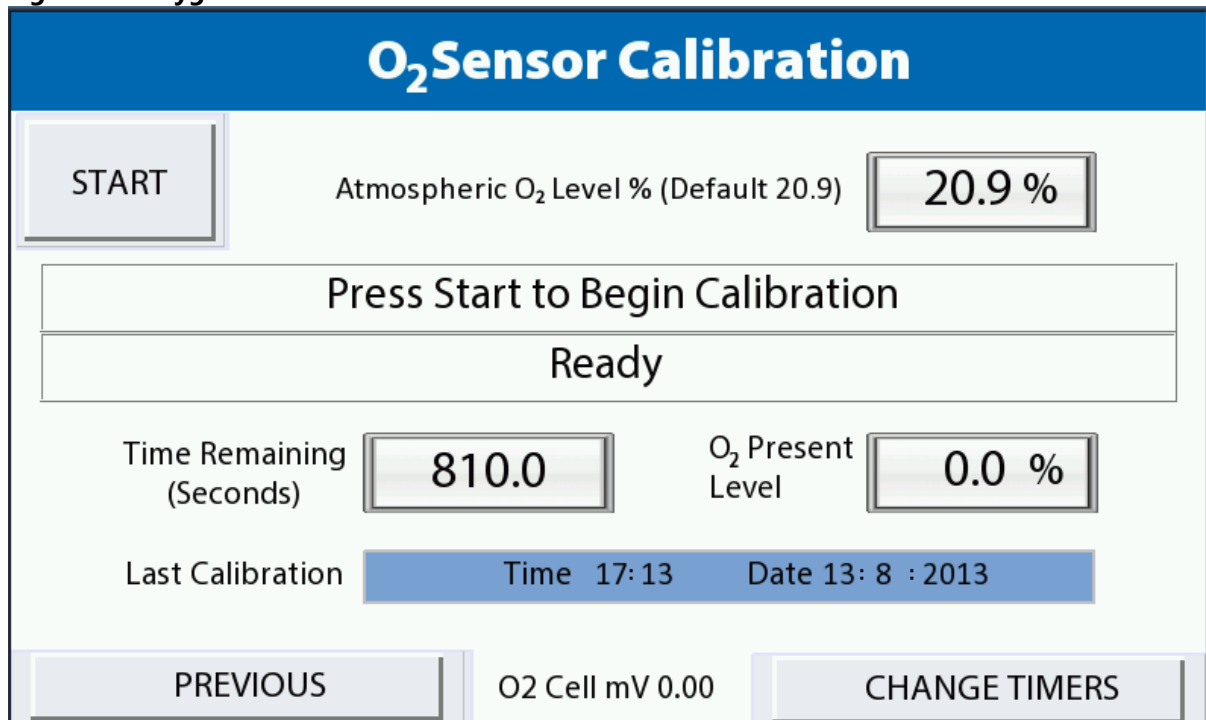 O₂Sensor Calibration
START
Atmospheric O₂ Level % (Default 20.9)
20.9 %
Press Start to Begin Calibration
Ready
Time Remaining
(Seconds)
810.0
O₂ Present
Level
0.0 %
Last Calibration
Time 17:13 Date 13: 8 :2013
PREVIOUS
O2 Cell mV 0.00
CHANGE TIMERS